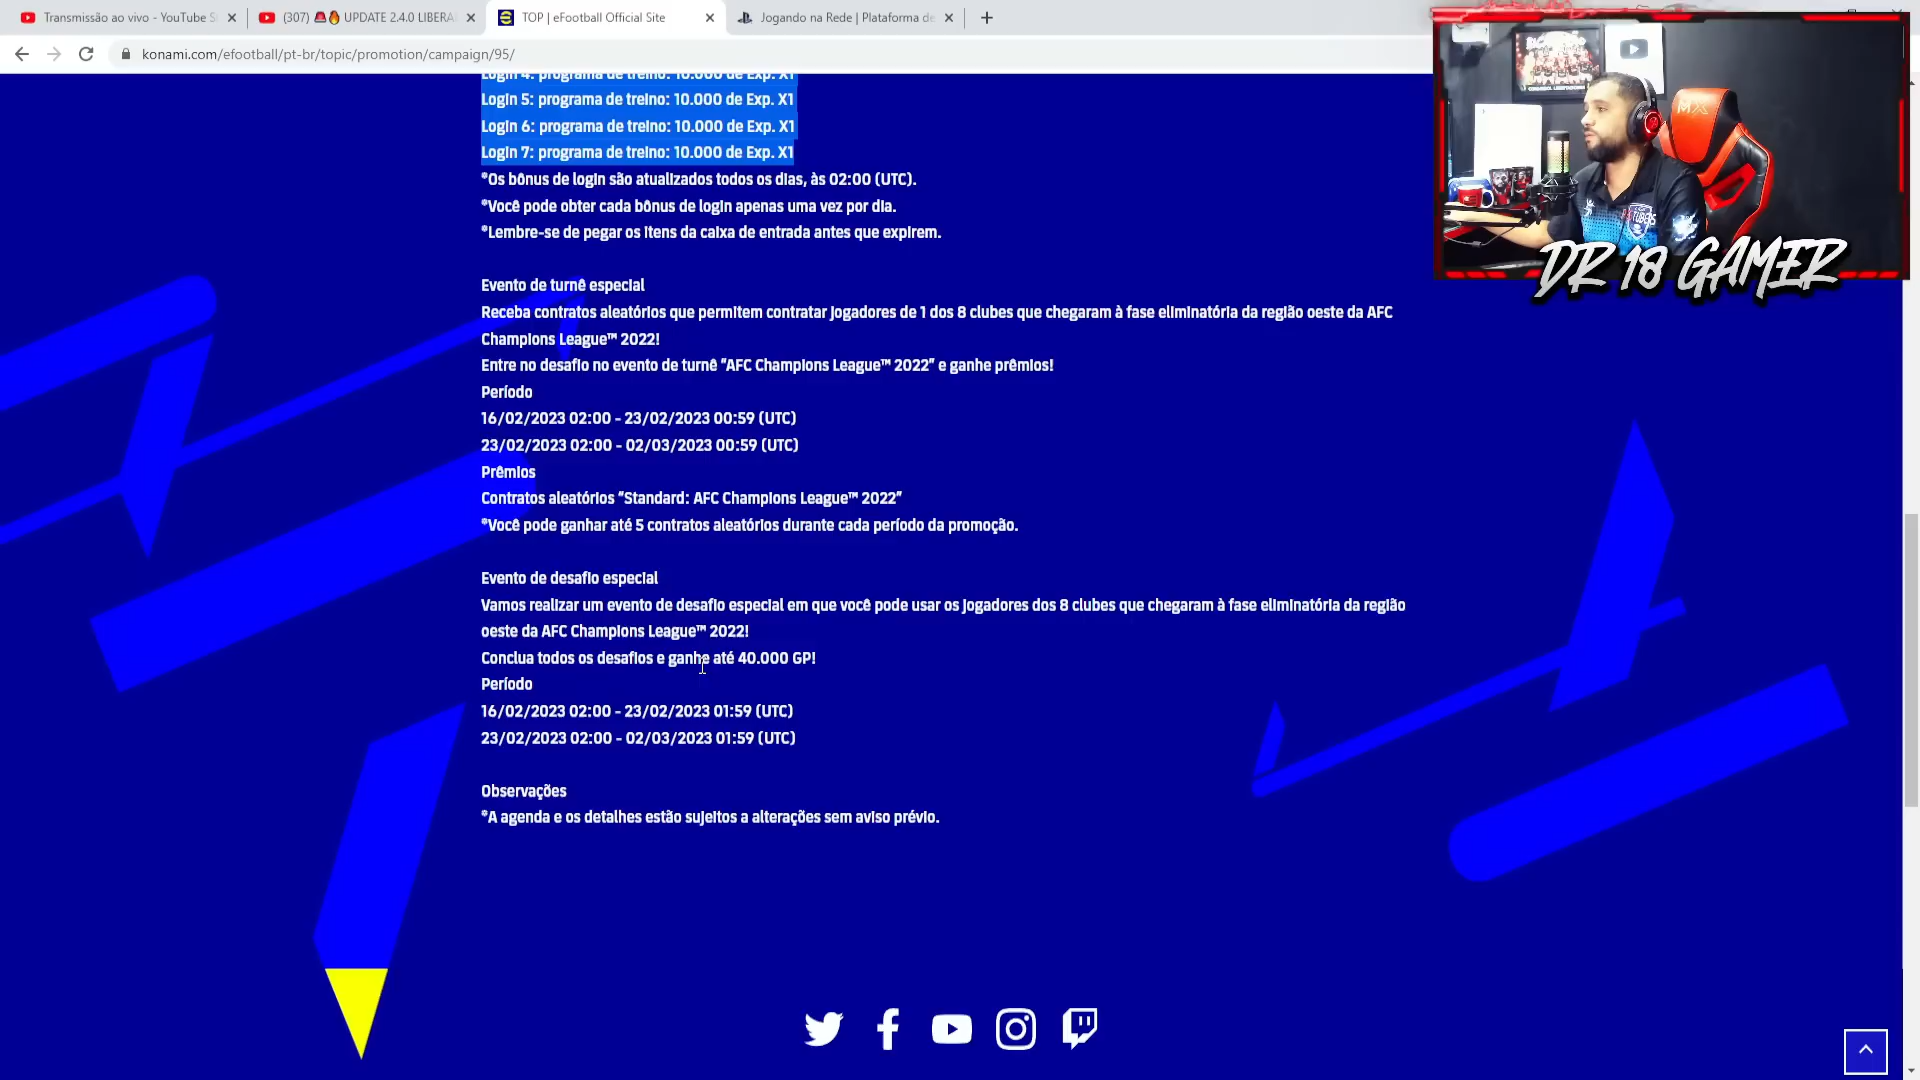 Transmissão ao vivo - YouTube S
(307) 🚨🔥 UPDATE 2.4.0 LIBERA
TOP | eFootball Official Site
Jogando na Rede | Plataforma de
konami.com/efootball/pt-br/topic/promotion/campaign/95/
Login 4: programa de treino: 10.000 de Exp. X1
Login 5: programa de treino: 10.000 de Exp. X1
Login 6: programa de treino: 10.000 de Exp. X1
Login 7: programa de treino: 10.000 de Exp. X1
*Os bônus de login são atualizados todos os dias, às 02:00 (UTC).
*Você pode obter cada bônus de login apenas uma vez por dia.
*Lembre-se de pegar os itens da caixa de entrada antes que expirem.
MX
DR 18 GAMER
Evento de turnê especial
Receba contratos aleatórios que permitem contratar jogadores de 1 dos 8 clubes que chegaram à fase eliminatória da região oeste da AFC
Champions League™ 2022!
Entre no desafio no evento de turnê “AFC Champions League™ 2022” e ganhe prêmios!
Período
16/02/2023 02:00 - 23/02/2023 00:59 (UTC)
23/02/2023 02:00 - 02/03/2023 00:59 (UTC)
Prêmios
Contratos aleatórios “Standard: AFC Champions League™ 2022”
*Você pode ganhar até 5 contratos aleatórios durante cada período da promoção.
Evento de desafio especial
Vamos realizar um evento de desafio especial em que você pode usar os jogadores dos 8 clubes que chegaram à fase eliminatória da região
oeste da AFC Champions League™ 2022!
Conclua todos os desafios e ganhe até 40.000 GP!
Período
16/02/2023 02:00 - 23/02/2023 01:59 (UTC)
23/02/2023 02:00 - 02/03/2023 01:59 (UTC)
Observações
*A agenda e os detalhes estão sujeitos a alterações sem aviso prévio.